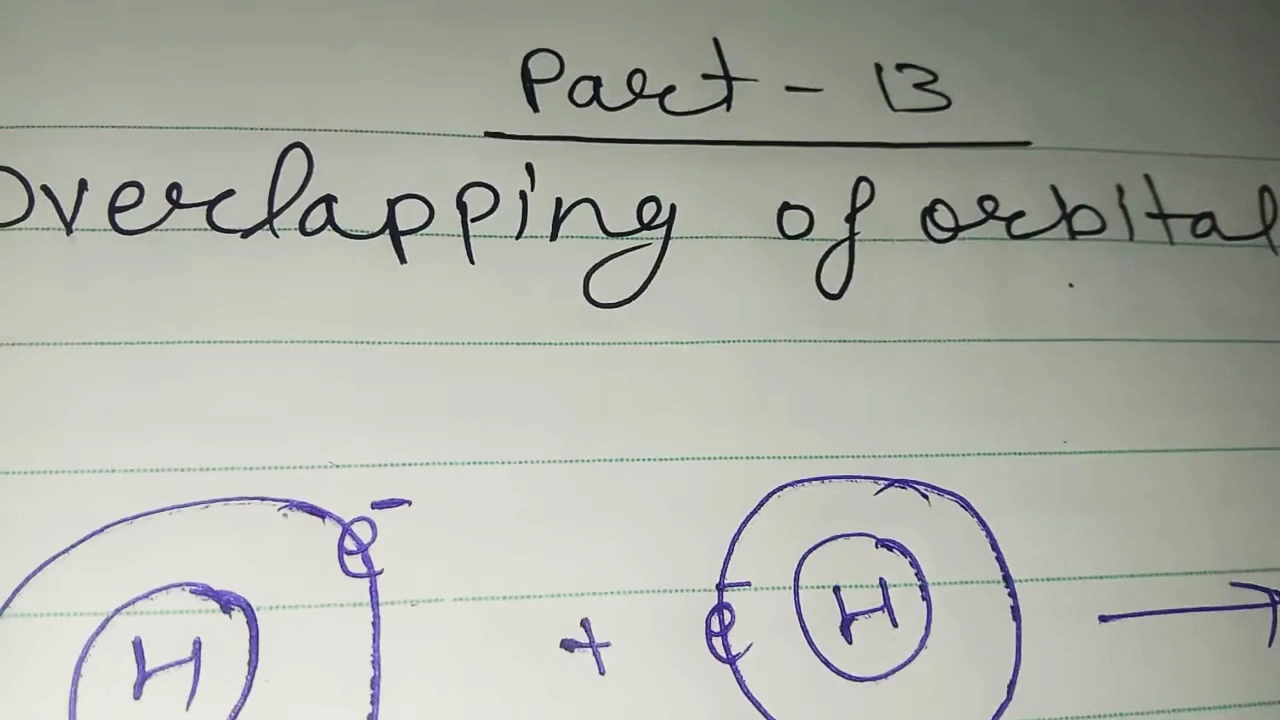 Part - 13
Overlapping of orbital
e-
H
+
e-
H
→